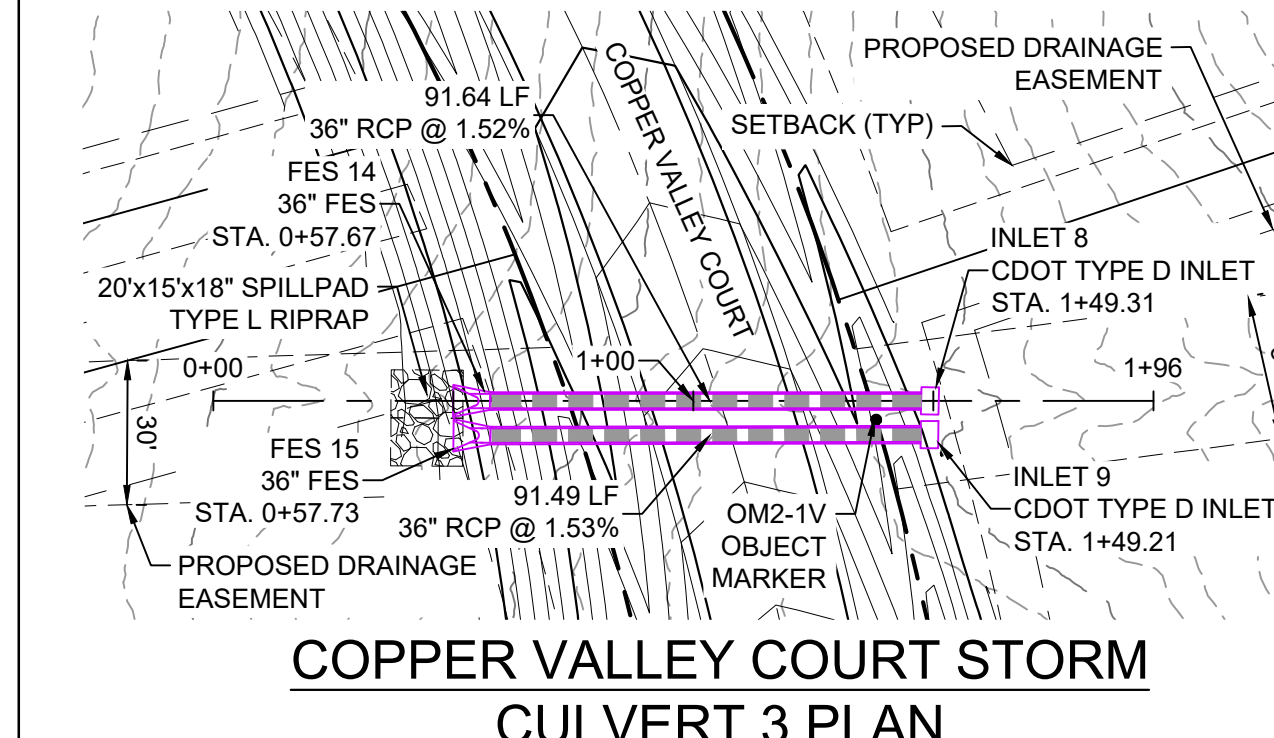 PROPOSED DRAINAGE
EASEMENT
COPPER VALLEY COURT
91.64 LF
36" RCP @ 1.52%
SETBACK (TYP)
FES 14
36" FES
STA. 0+57.67
INLET 8
CDOT TYPE D INLET
STA. 1+49.31
20'x15'x18" SPILLPAD
TYPE L RIPRAP
0+00
1+00
1+96
30'
FES 15
36" FES
STA. 0+57.73
91.49 LF
36" RCP @ 1.53%
OM2-1V
OBJECT
MARKER
INLET 9
CDOT TYPE D INLET
STA. 1+49.21
PROPOSED DRAINAGE
EASEMENT
COPPER VALLEY COURT STORM
CULVERT 3 PLAN